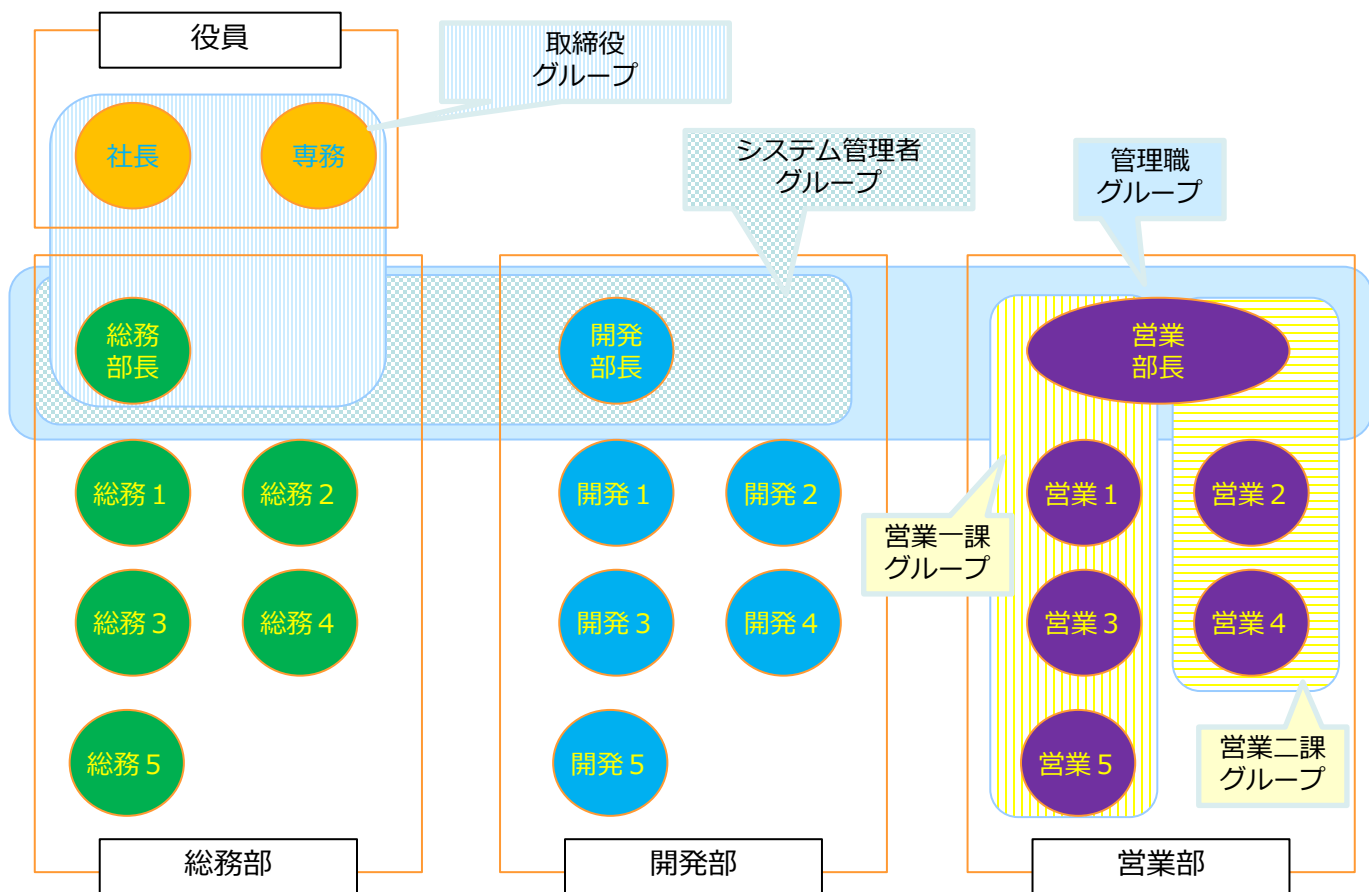 役員
取締役
グループ
社長
専務
システム管理者
グループ
管理職
グループ
総務
部長
開発
部長
営業
部長
総務１
総務２
開発１
開発２
営業１
営業２
営業一課
グループ
総務３
総務４
開発３
開発４
営業３
営業４
総務５
開発５
営業５
営業二課
グループ
総務部
開発部
営業部